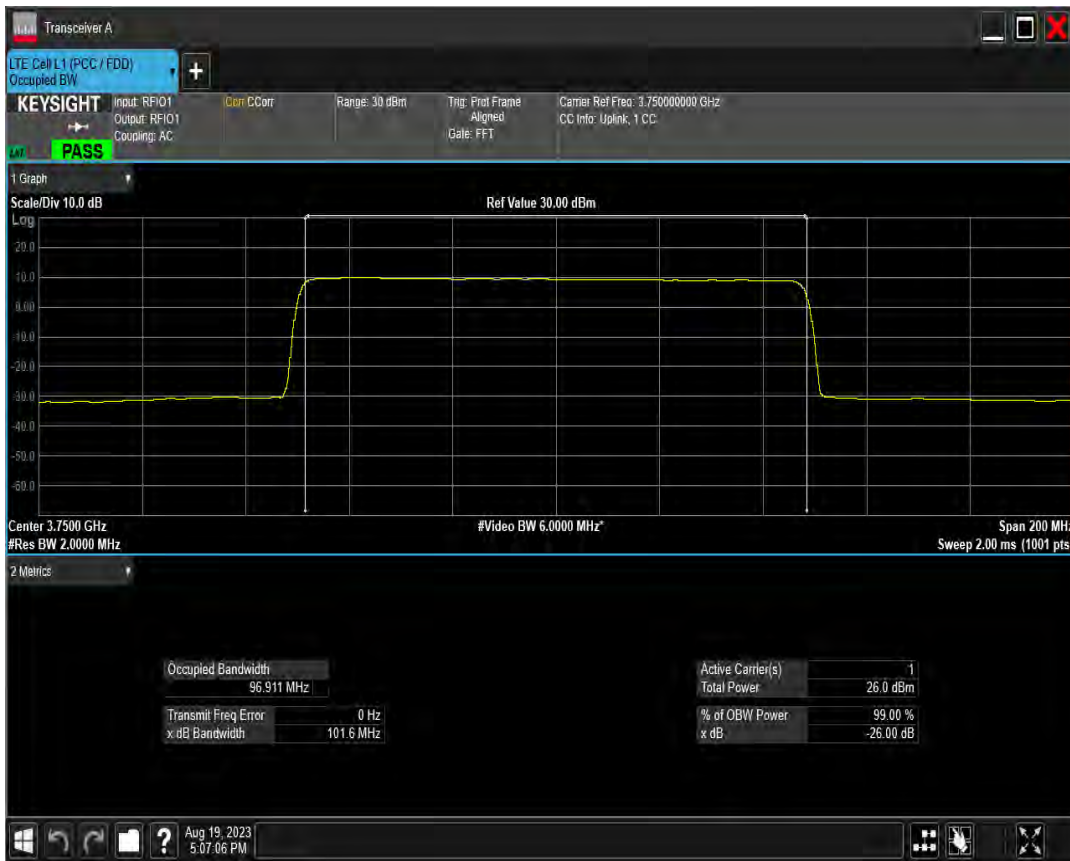 Transceiver A
LTE Cell L1 (PCC / FDD)
Occupied BW
KEYSIGHT
Input: RFIO1
Output: RFIO1
Coupling: AC
Corr CCorr
Range: 30 dBm
Trig: Prot Frame
Aligned
Gate: FFT
Carrier Ref Freq: 3.750000000 GHz
CC Info: Uplink, 1 CC
PASS
1 Graph
Scale/Div 10.0 dB
Ref Value 30.00 dBm
Log
20.0
10.0
0.00
-10.0
-20.0
-30.0
-40.0
-50.0
-60.0
Center 3.7500 GHz
#Video BW 6.0000 MHz*
Span 200 MHz
#Res BW 2.0000 MHz
Sweep 2.00 ms (1001 pts
2 Metrics
Occupied Bandwidth
96.911 MHz
Transmit Freq Error 0 Hz
x dB Bandwidth 101.6 MHz
Active Carrier(s) 1
Total Power 26.0 dBm
% of OBW Power 99.00 %
x dB -26.00 dB
Aug 19, 2023
5:07:06 PM